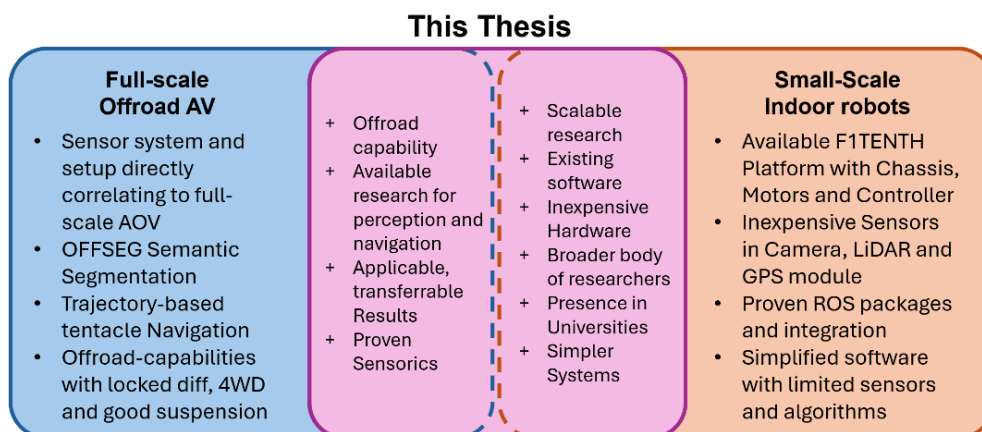 This Thesis
Full-scale
Offroad AV
• Sensor system and
setup directly
correlating to full-
scale AOV
• OFFSEG Semantic
Segmentation
• Trajectory-based
tentacle Navigation
• Offroad-capabilities
with locked diff, 4WD
and good suspension
+ Offroad
capability
+ Available
research for
perception and
navigation
+ Applicable,
transferrable
Results
+ Proven
Sensorics
+ Scalable
research
+ Existing
software
+ Inexpensive
Hardware
+ Broader body
of researchers
+ Presence in
Universities
+ Simpler
Systems
Small-Scale
Indoor robots
• Available F1TENTH
Platform with Chassis,
Motors and Controller
• Inexpensive Sensors
in Camera, LiDAR and
GPS module
• Proven ROS packages
and integration
• Simplified software
with limited sensors
and algorithms